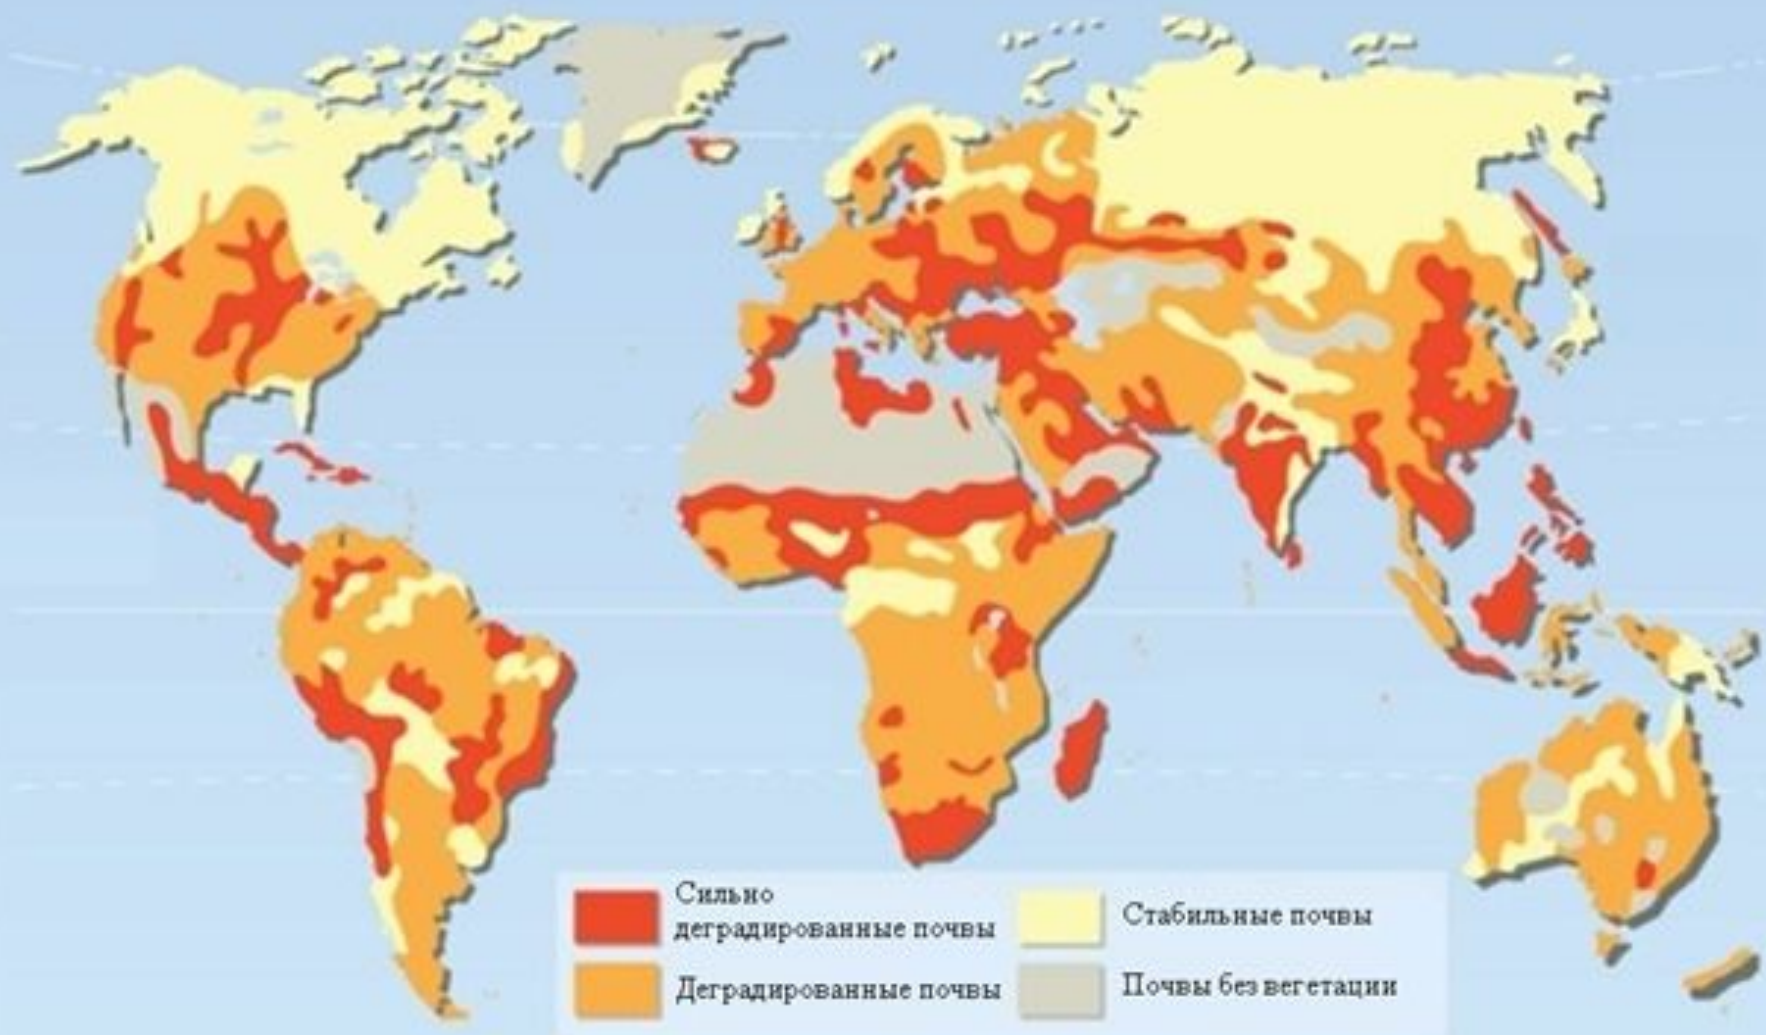 Сильно
деградированные почвы
Деградированные почвы
Стабильные почвы
Почвы без вегетации